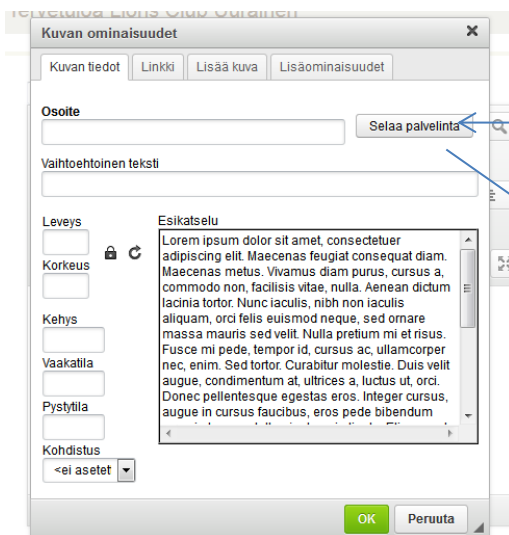 Tervetuloa Lions Club Uurainen
Kuvan ominaisuudet
Kuvan tiedot Linkki Lisää kuva Lisäominaisuudet
Osoite
Selaa palvelinta
Vaihtoehtoinen teksti
Leveys
Korkeus
Kehys
Vaakatila
Pystytila
Kohdistus
<ei asetet
Esikatselu
Lorem ipsum dolor sit amet, consectetuer
adipiscing elit. Maecenas feugiat consequat diam.
Maecenas metus. Vivamus diam purus, cursus a,
commodo non, facilisis vitae, nulla. Aenean dictum
lacinia tortor. Nunc iaculis, nibh non iaculis
aliquam, orci felis euismod neque, sed ornare
massa mauris sed velit. Nulla pretium mi et risus.
Fusce mi pede, tempor id, cursus ac, ullamcorper
nec, enim. Sed tortor. Curabitur molestie. Duis velit
augue, condimentum at, ultrices a, luctus ut, orci.
Donec pellentesque egestas eros. Integer cursus,
augue in cursus faucibus, eros pede bibendum
OK Peruuta